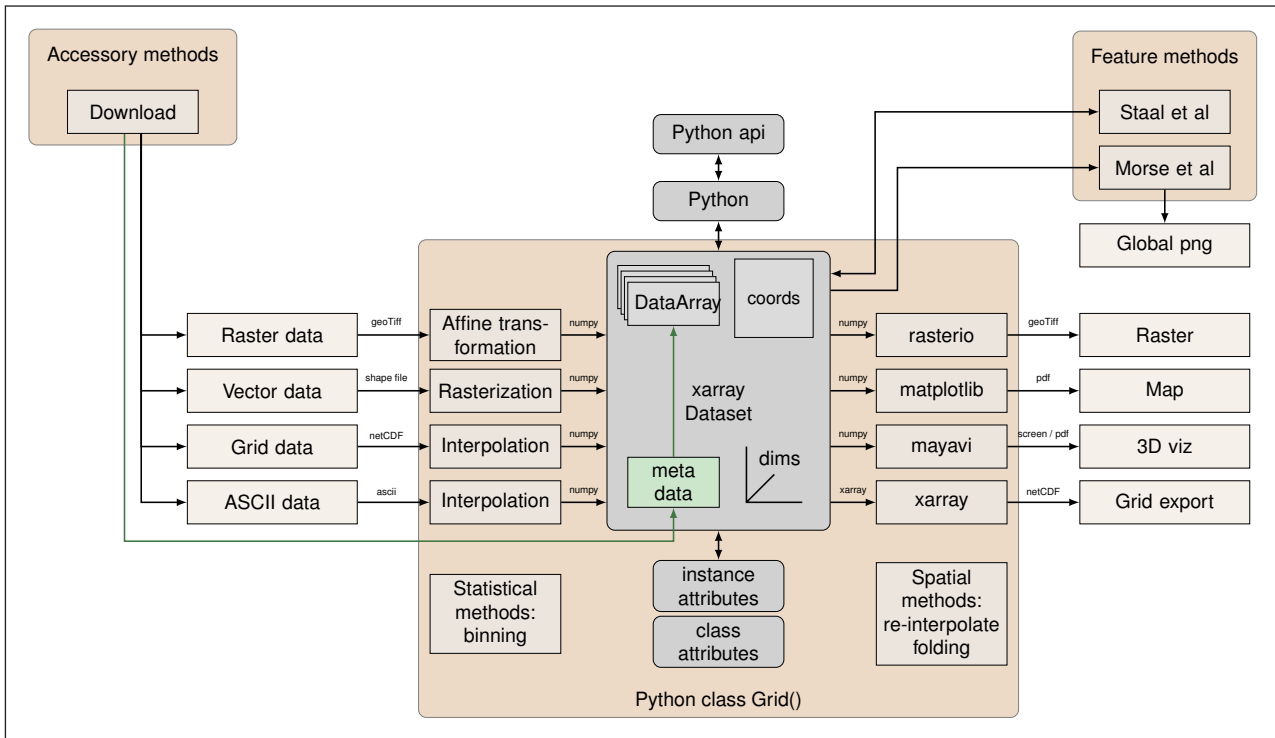 Accessory methods
Download
Feature methods
Staal et al
Morse et al
Global png
Python api
Python
DataArray
coords
xarray
Dataset
meta
data
dims
Raster data
geoTiff
Affine trans-
formation
numpy
numpy
rasterio
geoTiff
Raster
Vector data
shape file
Rasterization
numpy
numpy
matplotlib
pdf
Map
Grid data
netCDF
Interpolation
numpy
numpy
mayavi
screen / pdf
3D viz
ASCII data
ascii
Interpolation
numpy
xarray
xarray
netCDF
Grid export
instance
attributes
class
attributes
Statistical
methods:
binning
Spatial
methods:
re-interpolate
folding
Python class Grid()